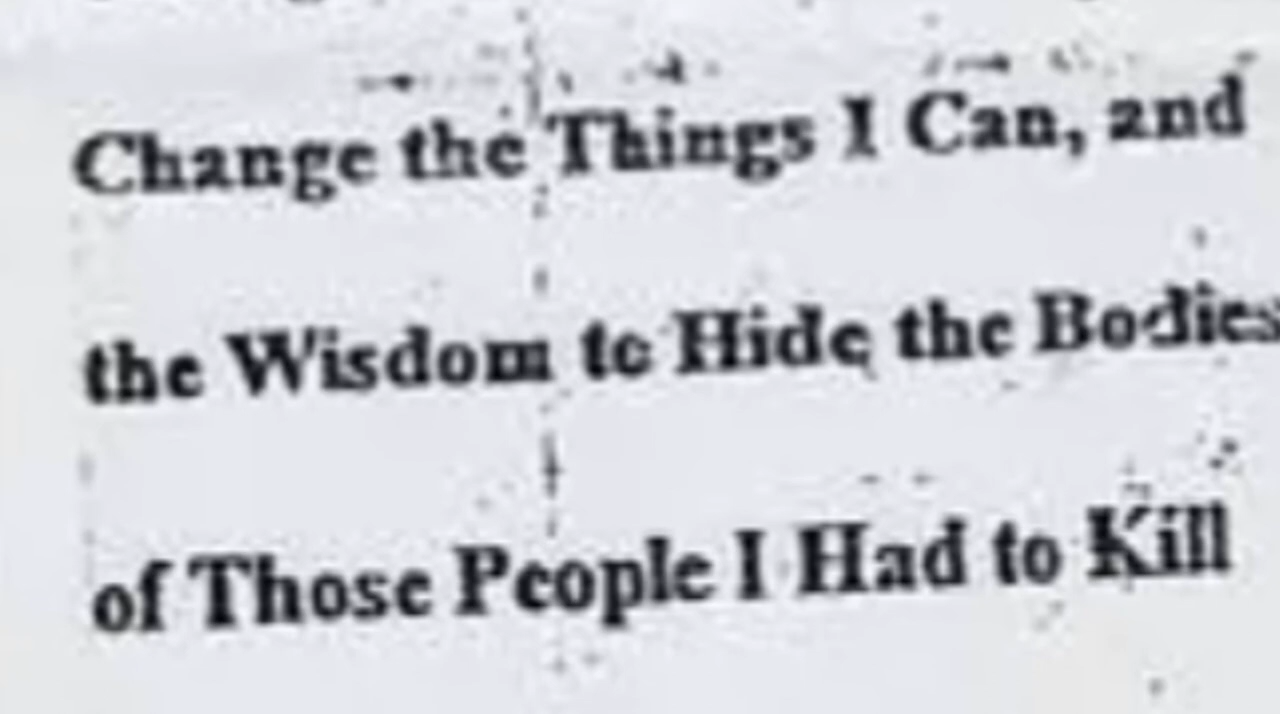 Change the Things I Can, and
the Wisdom to Hide the Bodies
of Those People I Had to Kill